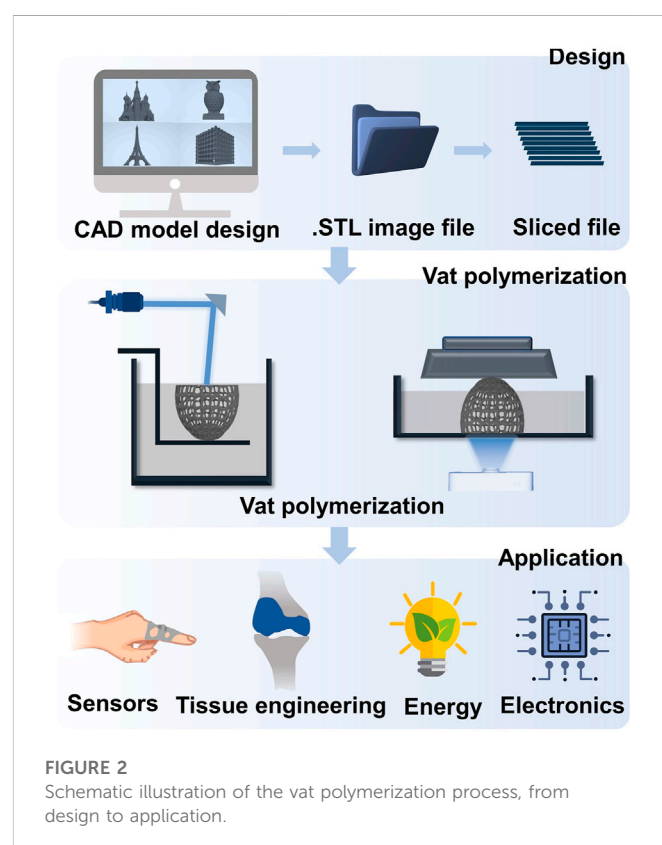 Design
CAD model design
.STL image file
Sliced file
Vat polymerization
Vat polymerization
Application
Sensors
Tissue engineering
Energy
Electronics
FIGURE 2
Schematic illustration of the vat polymerization process, from
design to application.